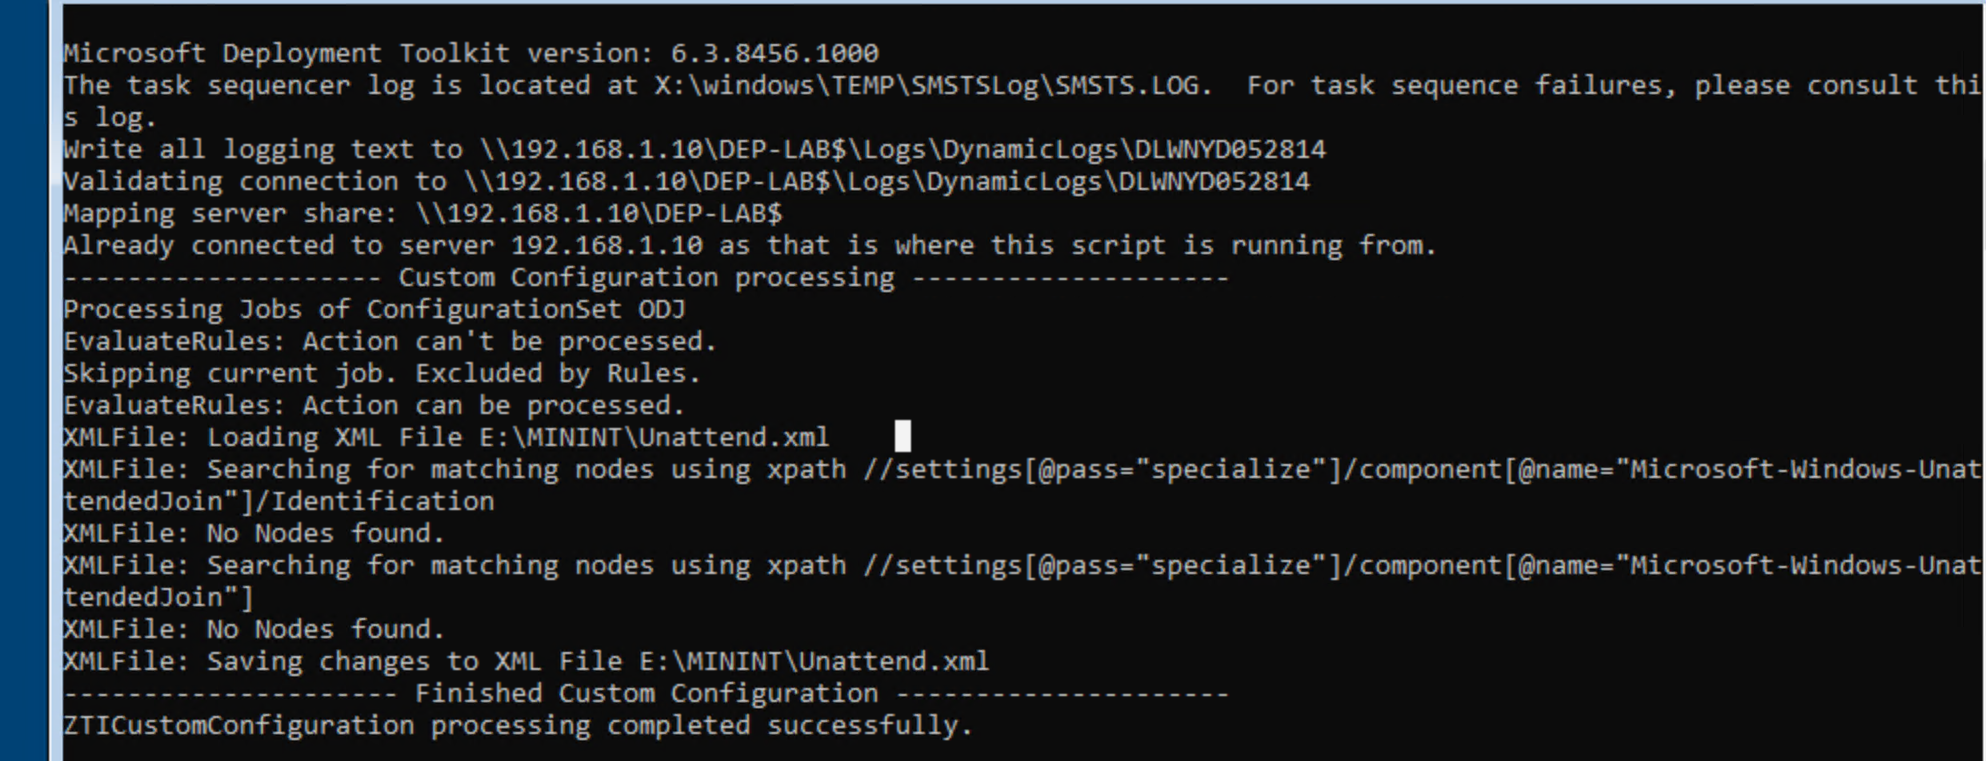 Microsoft Deployment Toolkit version: 6.3.8456.1000
The task sequencer log is located at X:\windows\TEMP\SMSTSLog\SMSTS.LOG.  For task sequence failures, please consult thi
s log.
Write all logging text to \\192.168.1.10\DEP-LAB$\Logs\DynamicLogs\DLWNYD052814
Validating connection to \\192.168.1.10\DEP-LAB$\Logs\DynamicLogs\DLWNYD052814
Mapping server share: \\192.168.1.10\DEP-LAB$
Already connected to server 192.168.1.10 as that is where this script is running from.
-------------------- Custom Configuration processing --------------------
Processing Jobs of ConfigurationSet ODJ
EvaluateRules: Action can't be processed.
Skipping current job. Excluded by Rules.
EvaluateRules: Action can be processed.
XMLFile: Loading XML File E:\MININT\Unattend.xml
XMLFile: Searching for matching nodes using xpath //settings[@pass="specialize"]/component[@name="Microsoft-Windows-Unat
tendedJoin"]/Identification
XMLFile: No Nodes found.
XMLFile: Searching for matching nodes using xpath //settings[@pass="specialize"]/component[@name="Microsoft-Windows-Unat
tendedJoin"]
XMLFile: No Nodes found.
XMLFile: Saving changes to XML File E:\MININT\Unattend.xml
--------------------- Finished Custom Configuration ---------------------
ZTICustomConfiguration processing completed successfully.